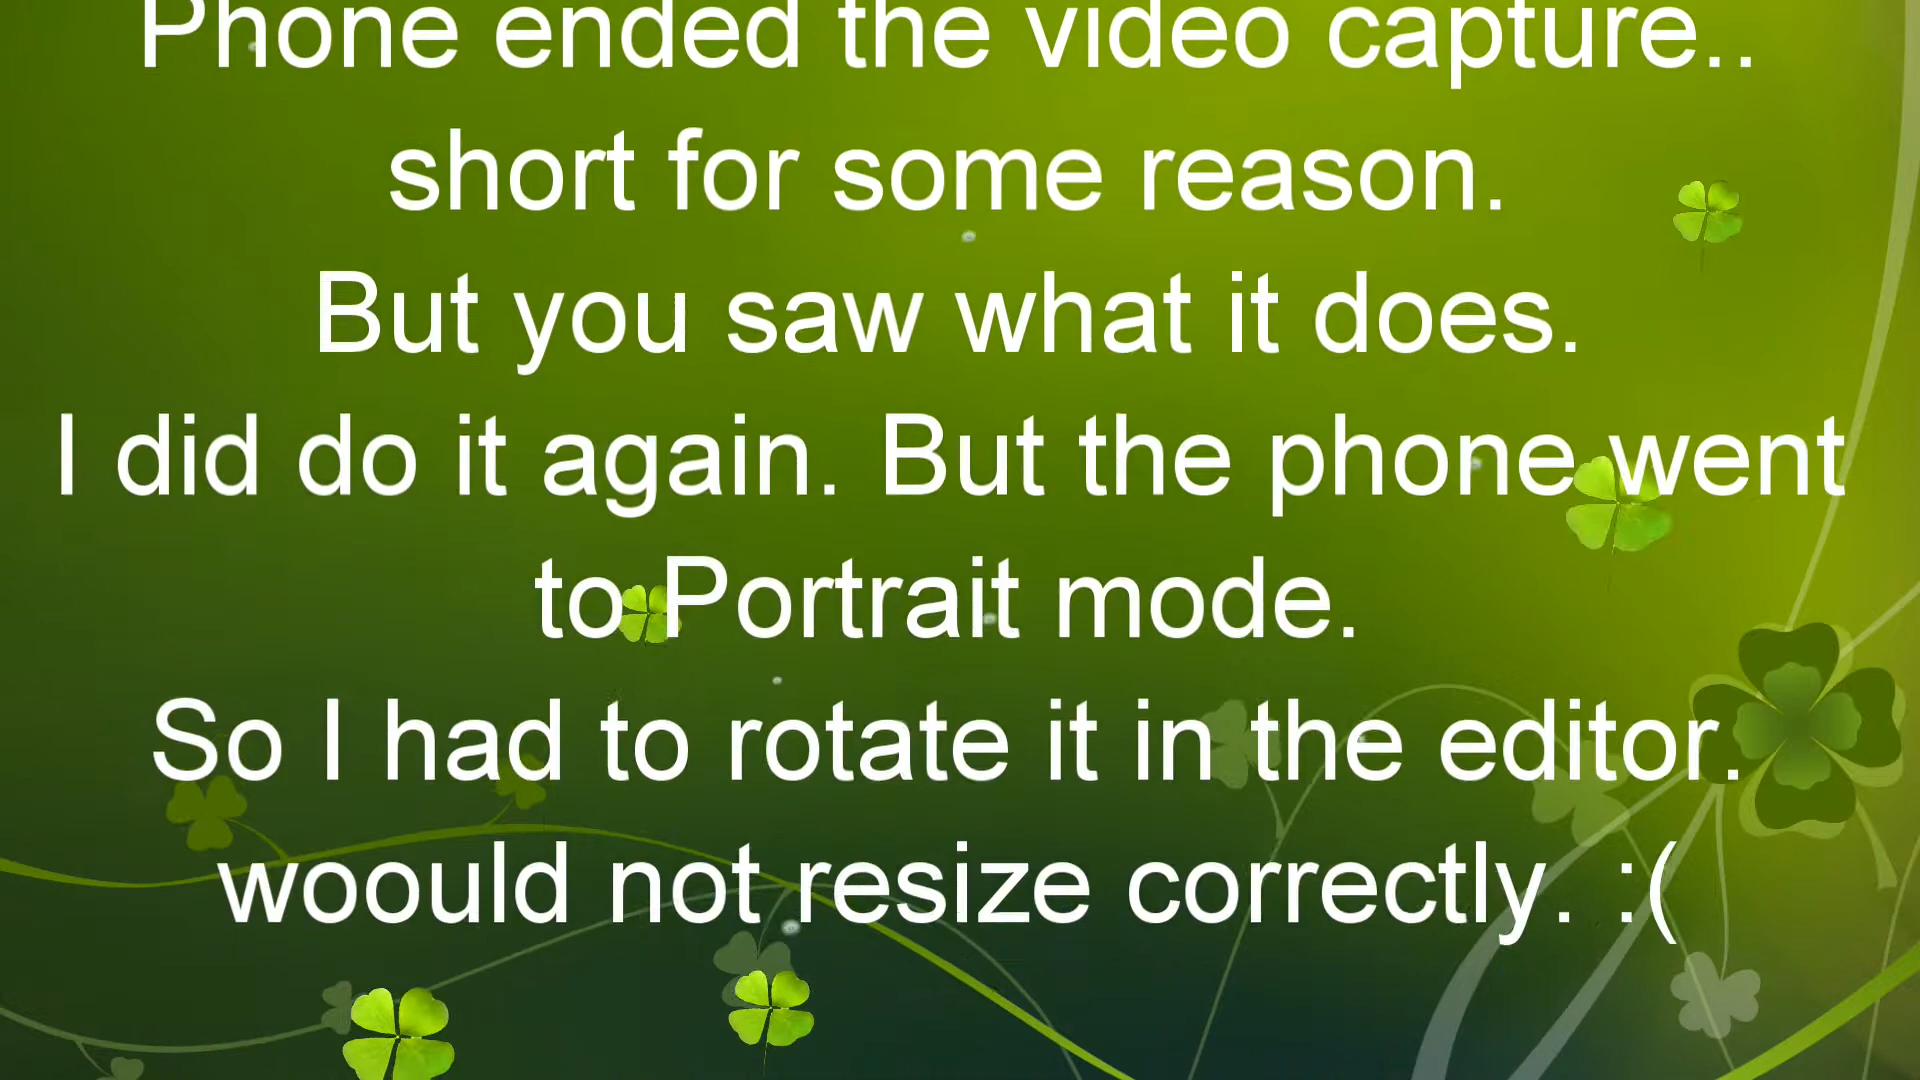 Phone ended the video capture..
short for some reason.
But you saw what it does.
I did do it again. But the phone went
to Portrait mode.
So I had to rotate it in the editor.
woould not resize correctly. :(